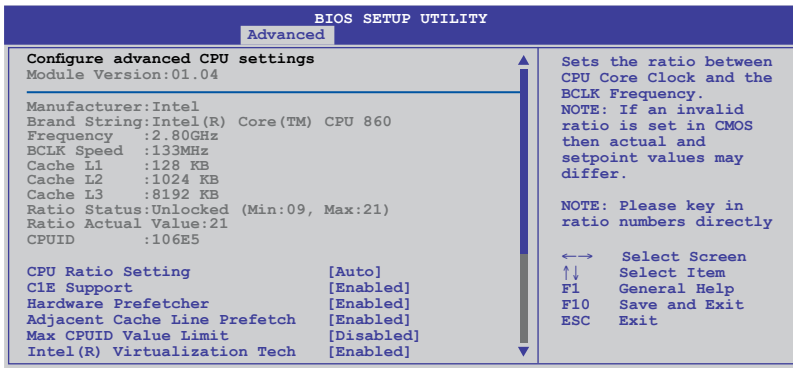 BIOS SETUP UTILITY
Advanced
Configure advanced CPU settings
Module Version:01.04
Manufacturer:Intel
Brand String:Intel(R) Core(TM) CPU 860
Frequency :2.80GHz
BCLK Speed :133MHz
Cache L1 :128 KB
Cache L2 :1024 KB
Cache L3 :8192 KB
Ratio Status:Unlocked (Min:09, Max:21)
Ratio Actual Value:21
CPUID :106E5
CPU Ratio Setting [Auto]
C1E Support [Enabled]
Hardware Prefetcher [Enabled]
Adjacent Cache Line Prefetch [Enabled]
Max CPUID Value Limit [Disabled]
Intel(R) Virtualization Tech [Enabled]
Sets the ratio between
CPU Core Clock and the
BCLK Frequency.
NOTE: If an invalid
ratio is set in CMOS
then actual and
setpoint values may
differ.
NOTE: Please key in
ratio numbers directly
←→ Select Screen
↑↓ Select Item
F1 General Help
F10 Save and Exit
ESC Exit